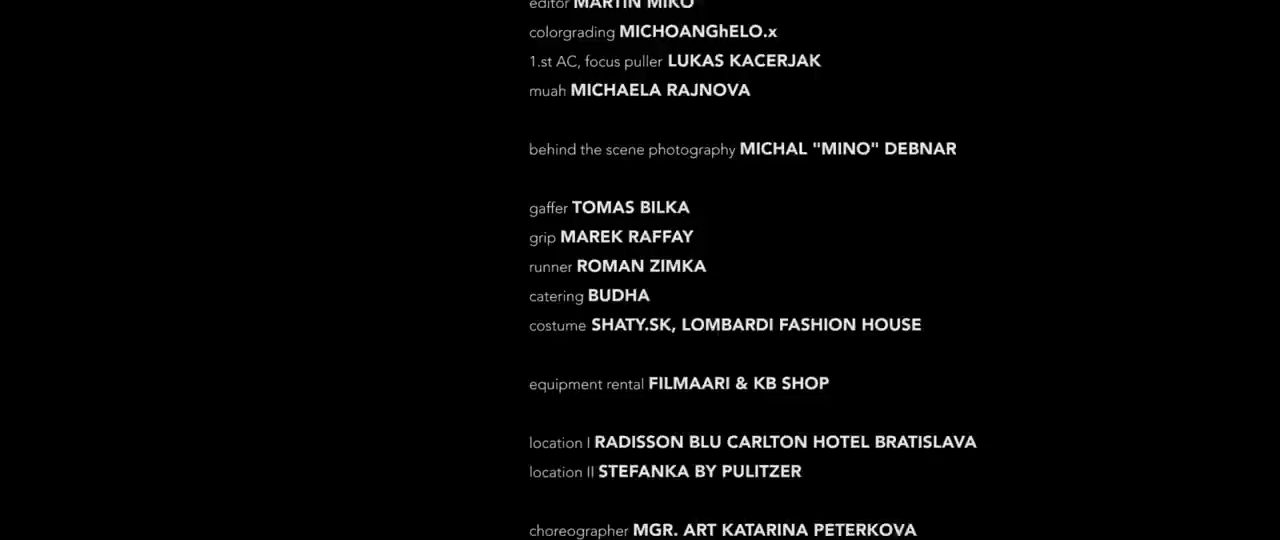 editor MARTIN MIKO
colorgrading MICHOANGhELO.x
1.st AC, focus puller LUKAS KACERJAK
muah MICHAELA RAJNOVA
behind the scene photography MICHAL "MINO" DEBNAR
gaffer TOMAS BILKA
grip MAREK RAFFAY
runner ROMAN ZIMKA
catering BUDHA
costume SHATY.SK, LOMBARDI FASHION HOUSE
equipment rental FILMAARI & KB SHOP
location I RADISSON BLU CARLTON HOTEL BRATISLAVA
location II STEFANKA BY PULITZER
choreographer MGR. ART KATARINA PETERKOVA